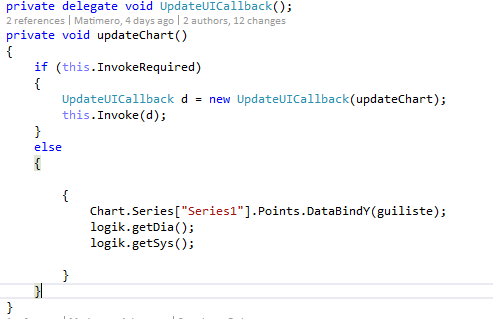 private delegate void UpdateUICallback();
2 references | Matimero, 4 days ago | 2 authors, 12 changes
private void updateChart()
{
if (this.InvokeRequired)
{
UpdateUICallback d = new UpdateUICallback(updateChart);
this.Invoke(d);
}
else
{
{
Chart.Series["Series1"].Points.DataBindY(guiliste);
logik.getDia();
logik.getSys();
}
}
}